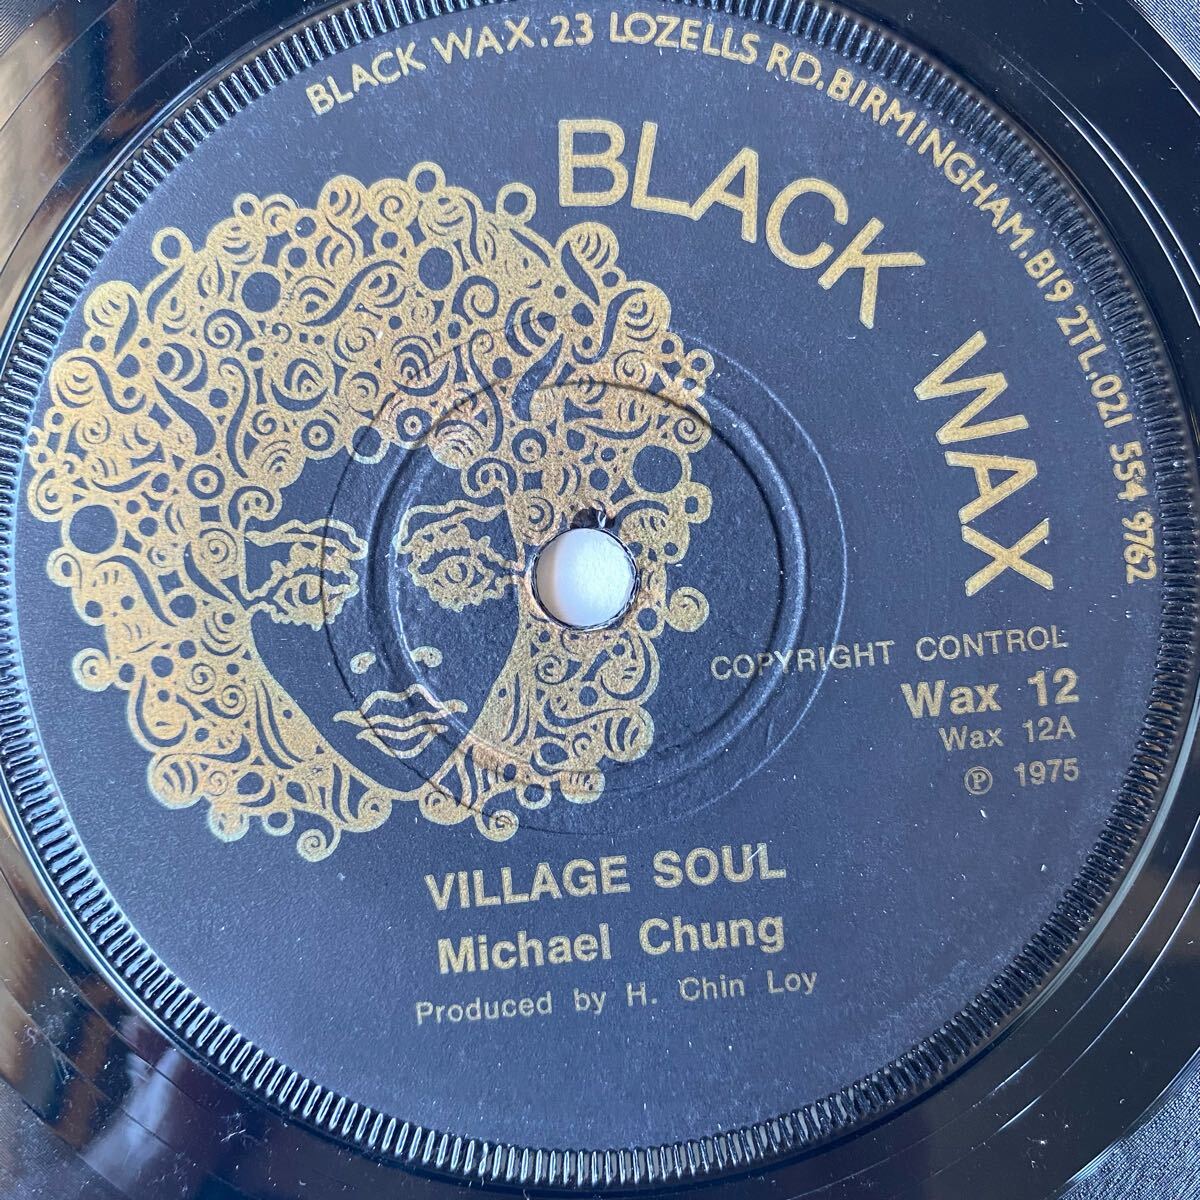 BLACK WAX.23 LOZELLS RD.BIRMINGHAM.B19 2TL.021 554 9762
BLACK WAX
COPYRIGHT CONTROL
Wax 12
Wax 12A
℗ 1975
VILLAGE SOUL
Michael Chung
Produced by H. Chin Loy